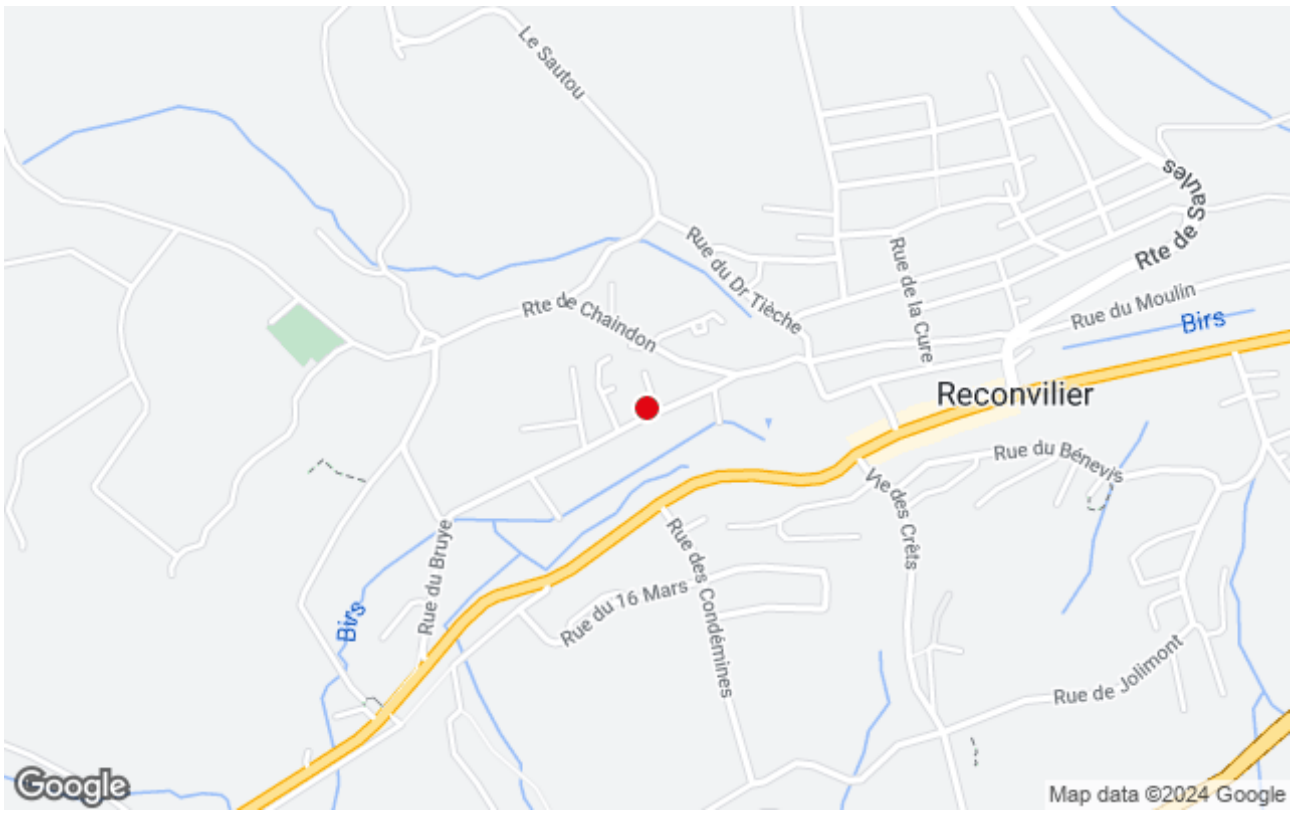 Le Sautou
Saules
Rte de
Rue du Dr Tièche
Rue de la Cure
Rte de Chaindon
Rue du Moulin
Birs
Reconvilier
Rue du Bénevis
Vie des Crêts
Rue du Bruye
Rue des Condémines
Rue du 16 Mars
Birs
Rue de Jolimont
Google
Map data ©2024 Google